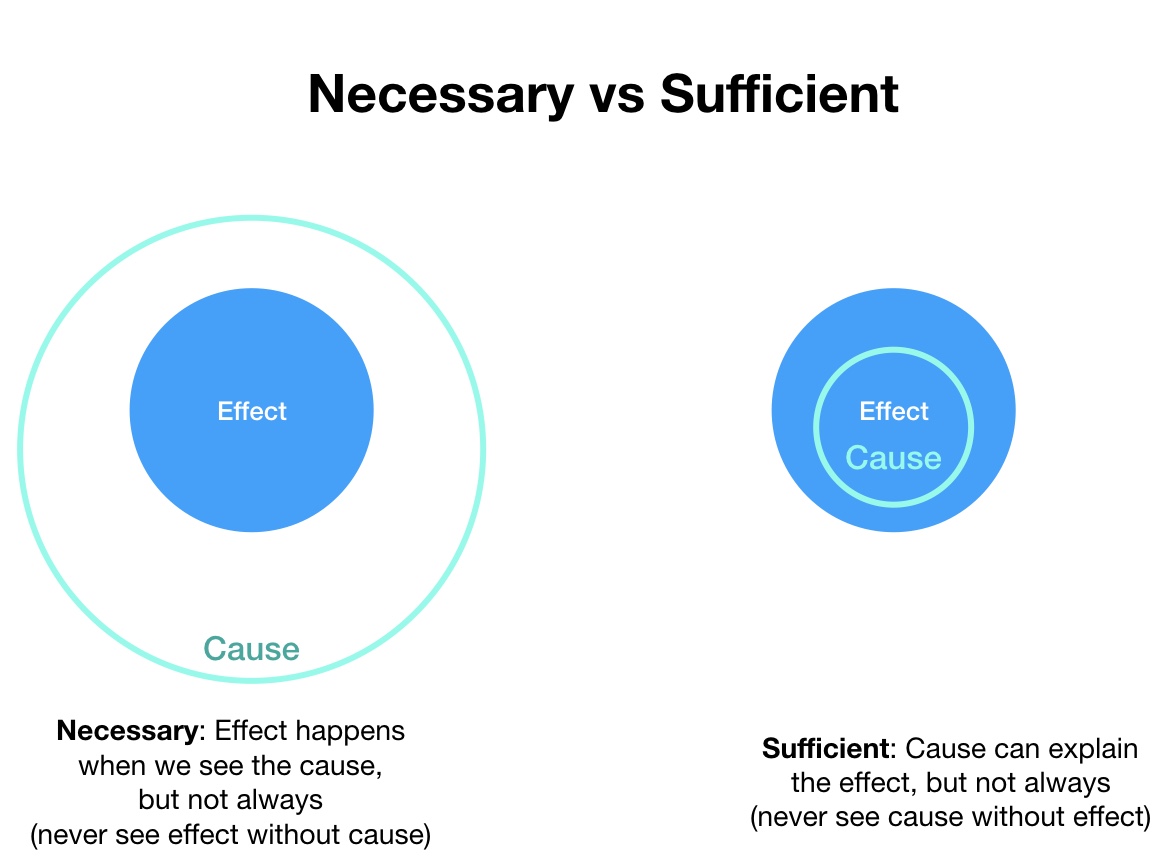 Necessary vs Sufficient
Effect
Cause
Necessary: Effect happens
when we see the cause,
but not always
(never see effect without cause)
Effect
Cause
Sufficient: Cause can explain
the effect, but not always
(never see cause without effect)